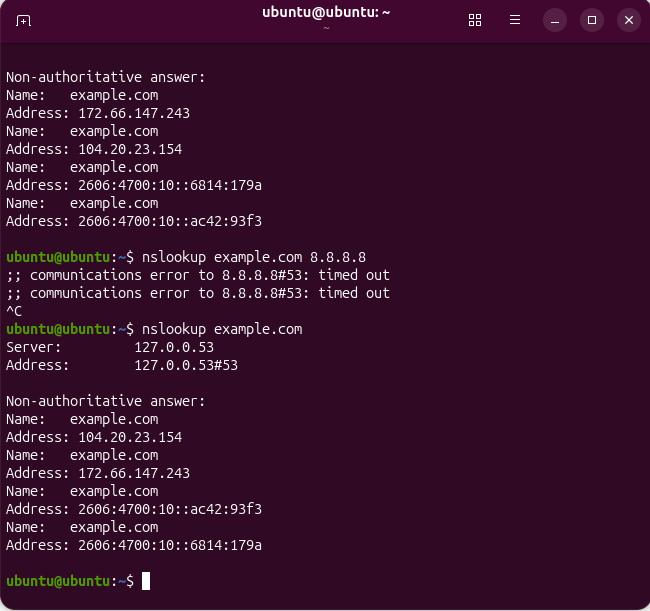 ubuntu@ubuntu: ~
~
Non-authoritative answer:
Name:   example.com
Address: 172.66.147.243
Name:   example.com
Address: 104.20.23.154
Name:   example.com
Address: 2606:4700:10::6814:179a
Name:   example.com
Address: 2606:4700:10::ac42:93f3

ubuntu@ubuntu:~$ nslookup example.com 8.8.8.8
;; communications error to 8.8.8.8#53: timed out
;; communications error to 8.8.8.8#53: timed out
^C
ubuntu@ubuntu:~$ nslookup example.com
Server:         127.0.0.53
Address:        127.0.0.53#53

Non-authoritative answer:
Name:   example.com
Address: 104.20.23.154
Name:   example.com
Address: 172.66.147.243
Name:   example.com
Address: 2606:4700:10::ac42:93f3
Name:   example.com
Address: 2606:4700:10::6814:179a

ubuntu@ubuntu:~$